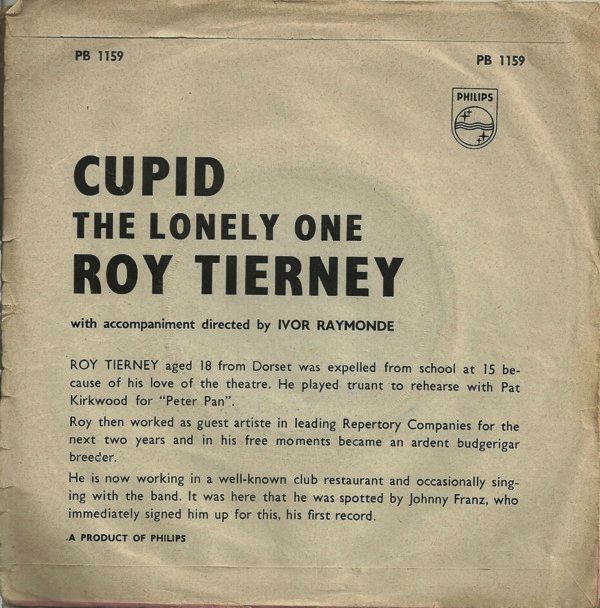 PB 1159
PB 1159
PHILIPS
CUPID
THE LONELY ONE
ROY TIERNEY
with accompaniment directed by IVOR RAYMONDE
ROY TIERNEY aged 18 from Dorset was expelled from school at 15 be-
cause of his love of the theatre. He played truant to rehearse with Pat
Kirkwood for "Peter Pan".
Roy then worked as guest artiste in leading Repertory Companies for the
next two years and in his free moments became an ardent budgerigar
breeder.
He is now working in a well-known club restaurant and occasionally sing-
ing with the band. It was here that he was spotted by Johnny Franz, who
immediately signed him up for this, his first record.
A PRODUCT OF PHILIPS